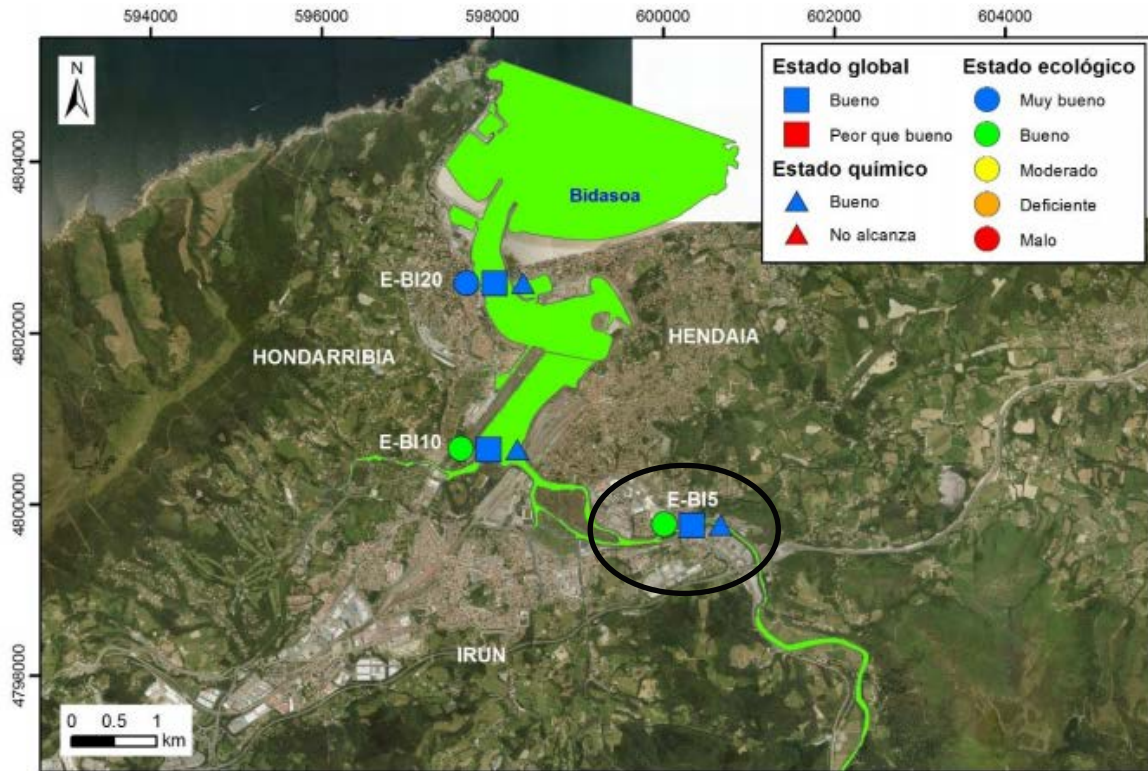 594000 596000 598000 600000 602000 604000
N
Estado global
Bueno
Peor que bueno
Estado químico
Bueno
No alcanza
Estado ecológico
Muy bueno
Bueno
Moderado
Deficiente
Malo
4804000
Bidasoa
E-BI20
4802000
HONDARRIBIA
HENDAIA
E-BI10
E-BI5
4800000
IRUN
4798000
0 0.5 1
km